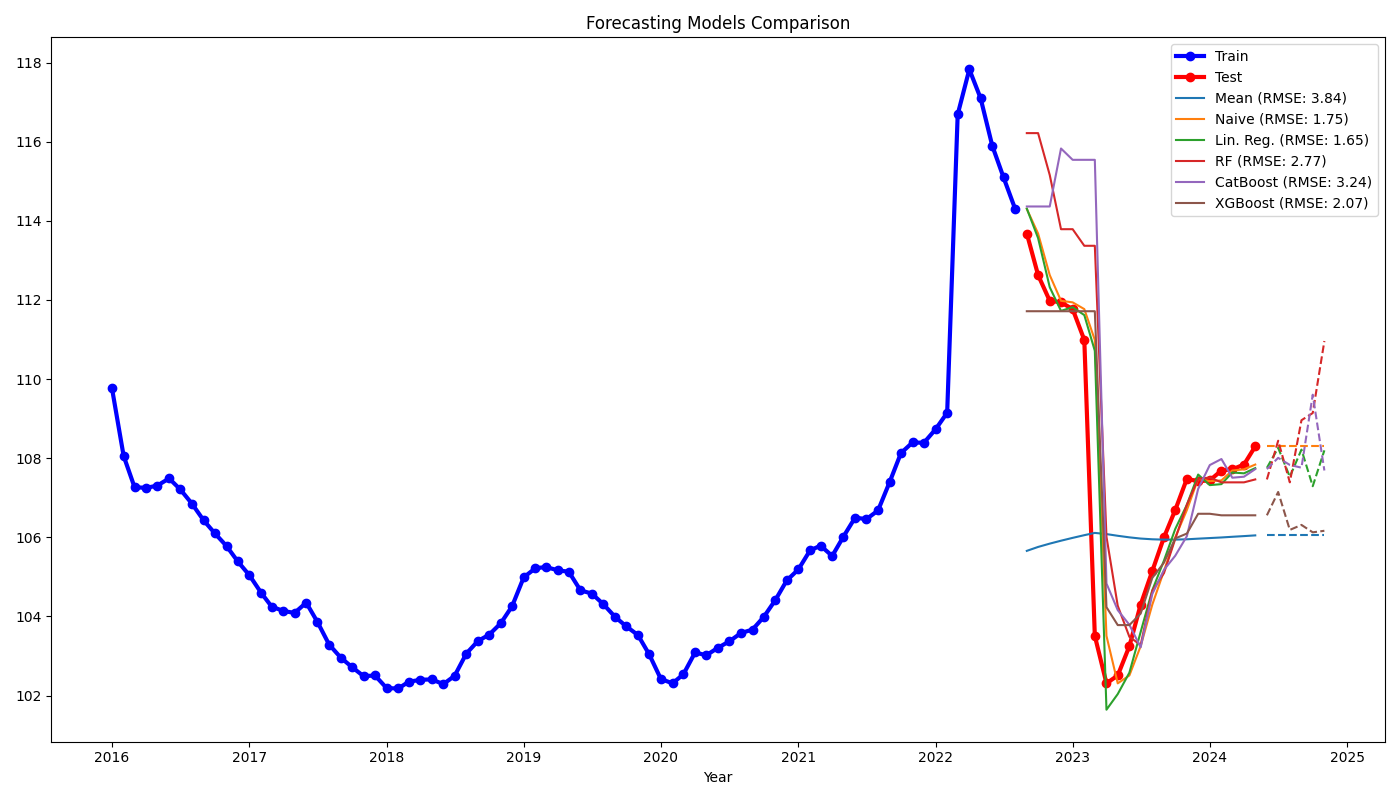 Forecasting Models Comparison
Train
Test
Mean (RMSE: 3.84)
Naive (RMSE: 1.75)
Lin. Reg. (RMSE: 1.65)
RF (RMSE: 2.77)
CatBoost (RMSE: 3.24)
XGBoost (RMSE: 2.07)
118
116
114
112
110
108
106
104
102
2016 2017 2018 2019 2020 2021 2022 2023 2024 2025
Year